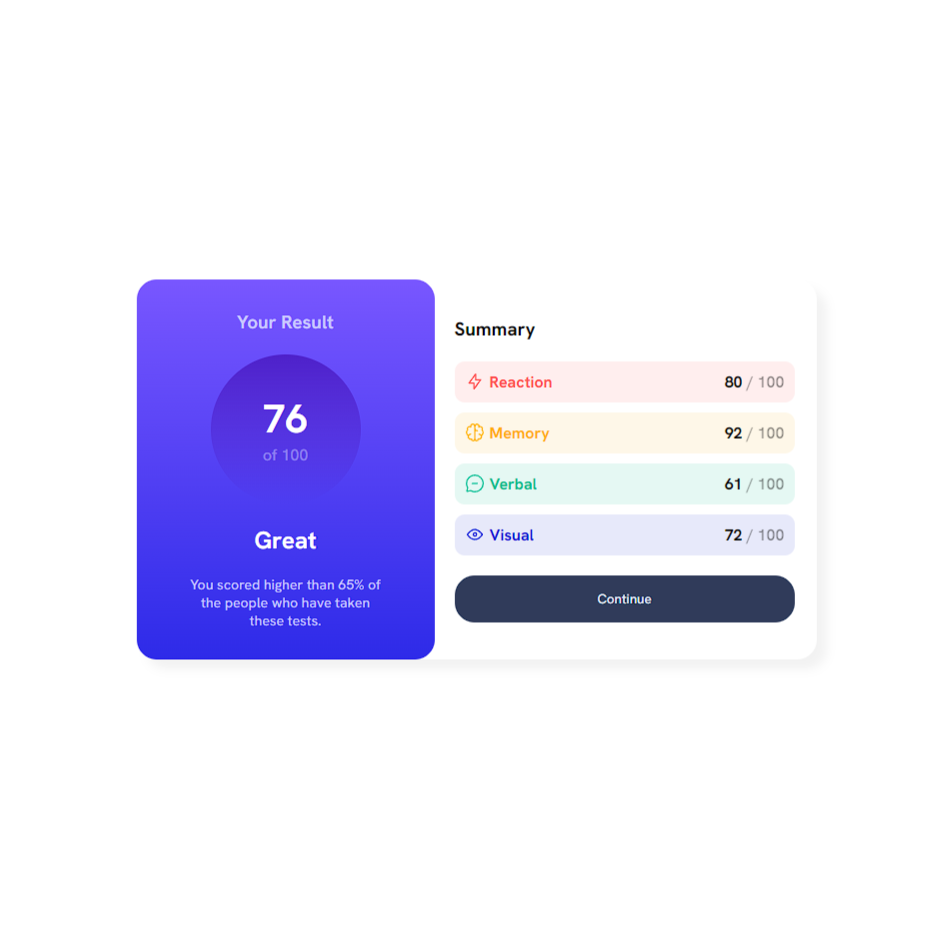 Your Result
76
of 100
Great
You scored higher than 65% of
the people who have taken
these tests.
Summary
Reaction 80 / 100
Memory 92 / 100
Verbal 61 / 100
Visual 72 / 100
Continue